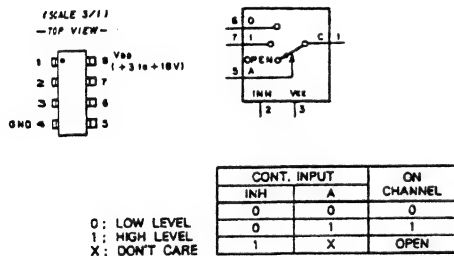 (SCALE 3/1)
—TOP VIEW—
1 8 VDD
(+3 to +18V)
2 7
3 6
GND 4 5
6 0
7 1
C 1
OPEN
5 A
INH VEE
2 3
CONT. INPUT ON CHANNEL
INH A
0 0 0
0 1 1
1 X OPEN
0 : LOW LEVEL
1 : HIGH LEVEL
X : DON'T CARE